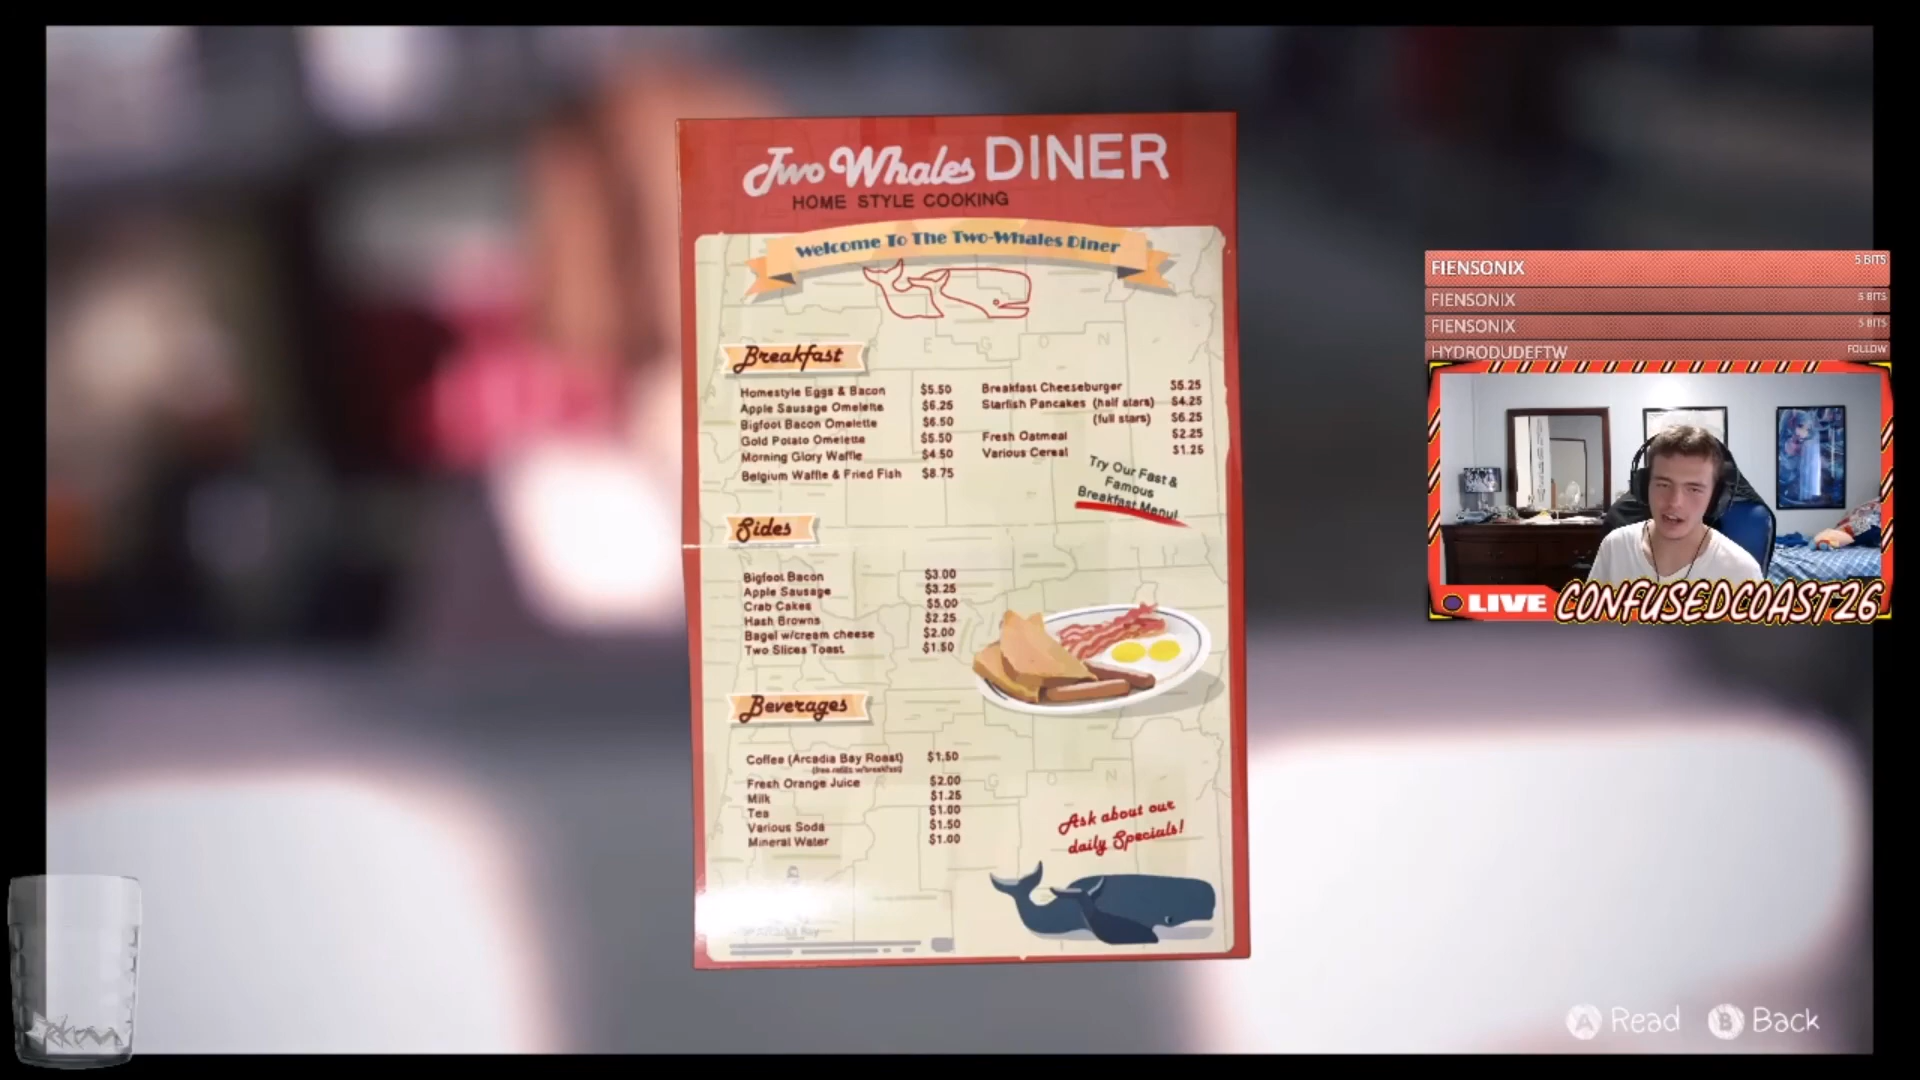 Two Whales DINER
HOME STYLE COOKING
Welcome To The Two-Whales Diner
Breakfast
Homestyle Eggs & Bacon $5.50
Apple Sausage Omelette $6.25
Bigfoot Bacon Omelette $6.50
Gold Potato Omelette $5.50
Morning Glory Waffle $4.50
Belgium Waffle & Fried Fish $8.75
Breakfast Cheeseburger $5.25
Starfish Pancakes (half stars) $4.25
(full stars) $6.25
Fresh Oatmeal $2.25
Various Cereal $1.25
Try Our Fast &
Famous
Breakfast Menu!
Sides
Bigfoot Bacon $3.00
Apple Sausage $3.25
Crab Cakes $5.00
Hash Browns $2.25
Bagel w/cream cheese $2.00
Two Slices Toast $1.50
Beverages
Coffee (Arcadia Bay Roast) $1.50
(free refills w/breakfast)
Fresh Orange Juice $2.00
Milk $1.25
Tea $1.00
Various Soda $1.50
Mineral Water $1.00
E G O N
G O N
Ask about our
daily Specials!
FIENSONIX 5 BITS
FIENSONIX 5 BITS
FIENSONIX 5 BITS
HYDRODUDEFTW FOLLOW
LIVE CONFUSEDCOAST26
A Read B Back